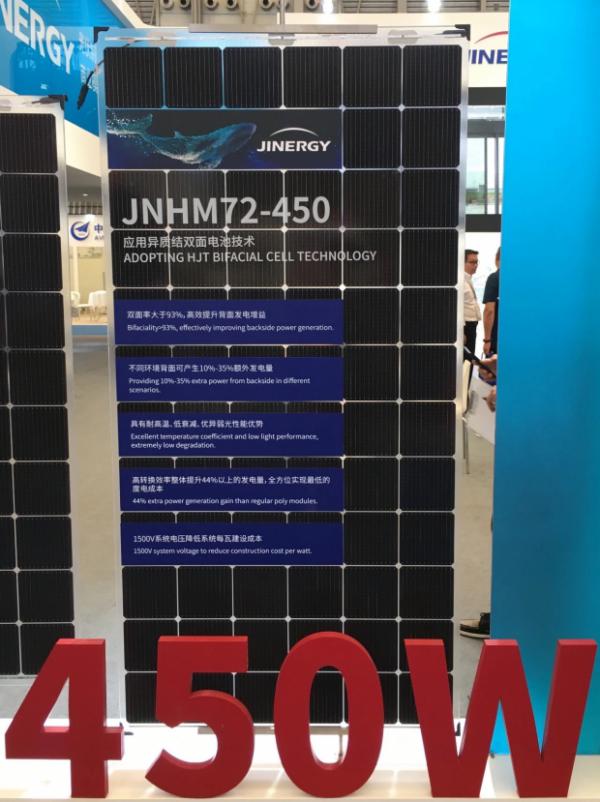 INERGY
JINE
JINERGY
JNHM72-450
应用异质结双面电池技术
ADOPTING HJT BIFACIAL CELL TECHNOLOGY
中
双面率大于93%,高效提升背面发电增益
Bifaciality>93%, effectively improving backside power generation.
不同环境背面可产生10%-35%额外发电量
Providing 10%-35% extra power from backside in different
scenarios.
具有耐高温、低衰减、优异弱光性能优势
Excellent temperature coefficient and low light performance,
extremely low degradation.
高转换效率整体提升44%以上的发电量,全方位实现最低的
度电成本
44% extra power generation gain than regular poly modules.
1500V系统电压降低系统每瓦建设成本
1500V system voltage to reduce construction cost per watt.
450W